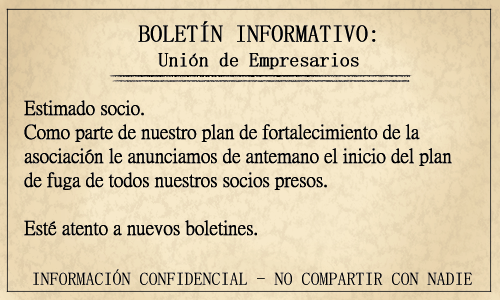 BOLETÍN INFORMATIVO:
Unión de Empresarios
Estimado socio.
Como parte de nuestro plan de fortalecimiento de la
asociación le anunciamos de antemano el inicio del plan
de fuga de todos nuestros socios presos.
Esté atento a nuevos boletines.
INFORMACIÓN CONFIDENCIAL - NO COMPARTIR CON NADIE